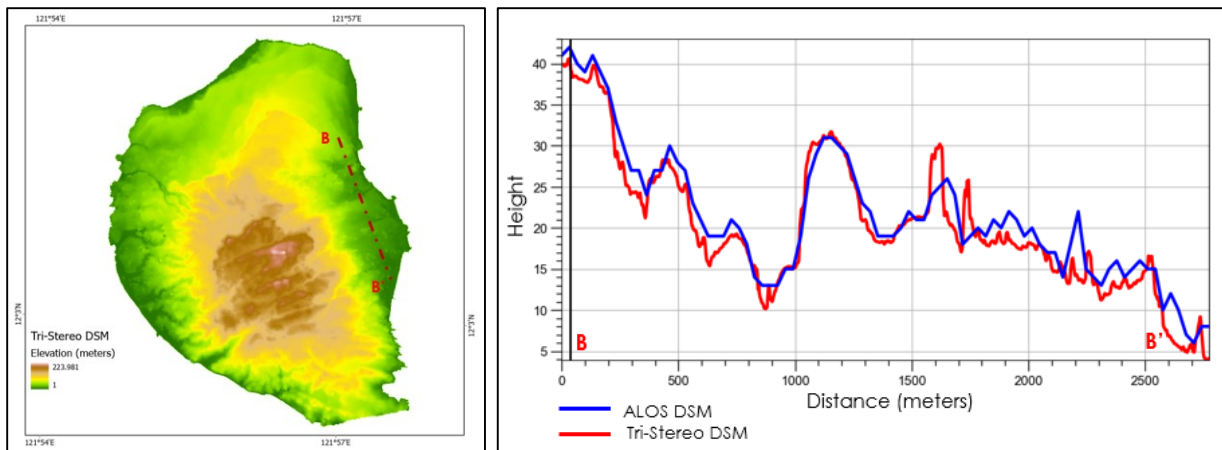 121°54'E
121°57'E
B
B'
12°3'N
12°3'N
Tri-Stereo DSM
Elevation (meters)
223.981
1
121°54'E
121°57'E
Height
40
35
30
25
20
15
10
5
B
B'
0
500
1000
1500
2000
2500
Distance (meters)
ALOS DSM
Tri-Stereo DSM